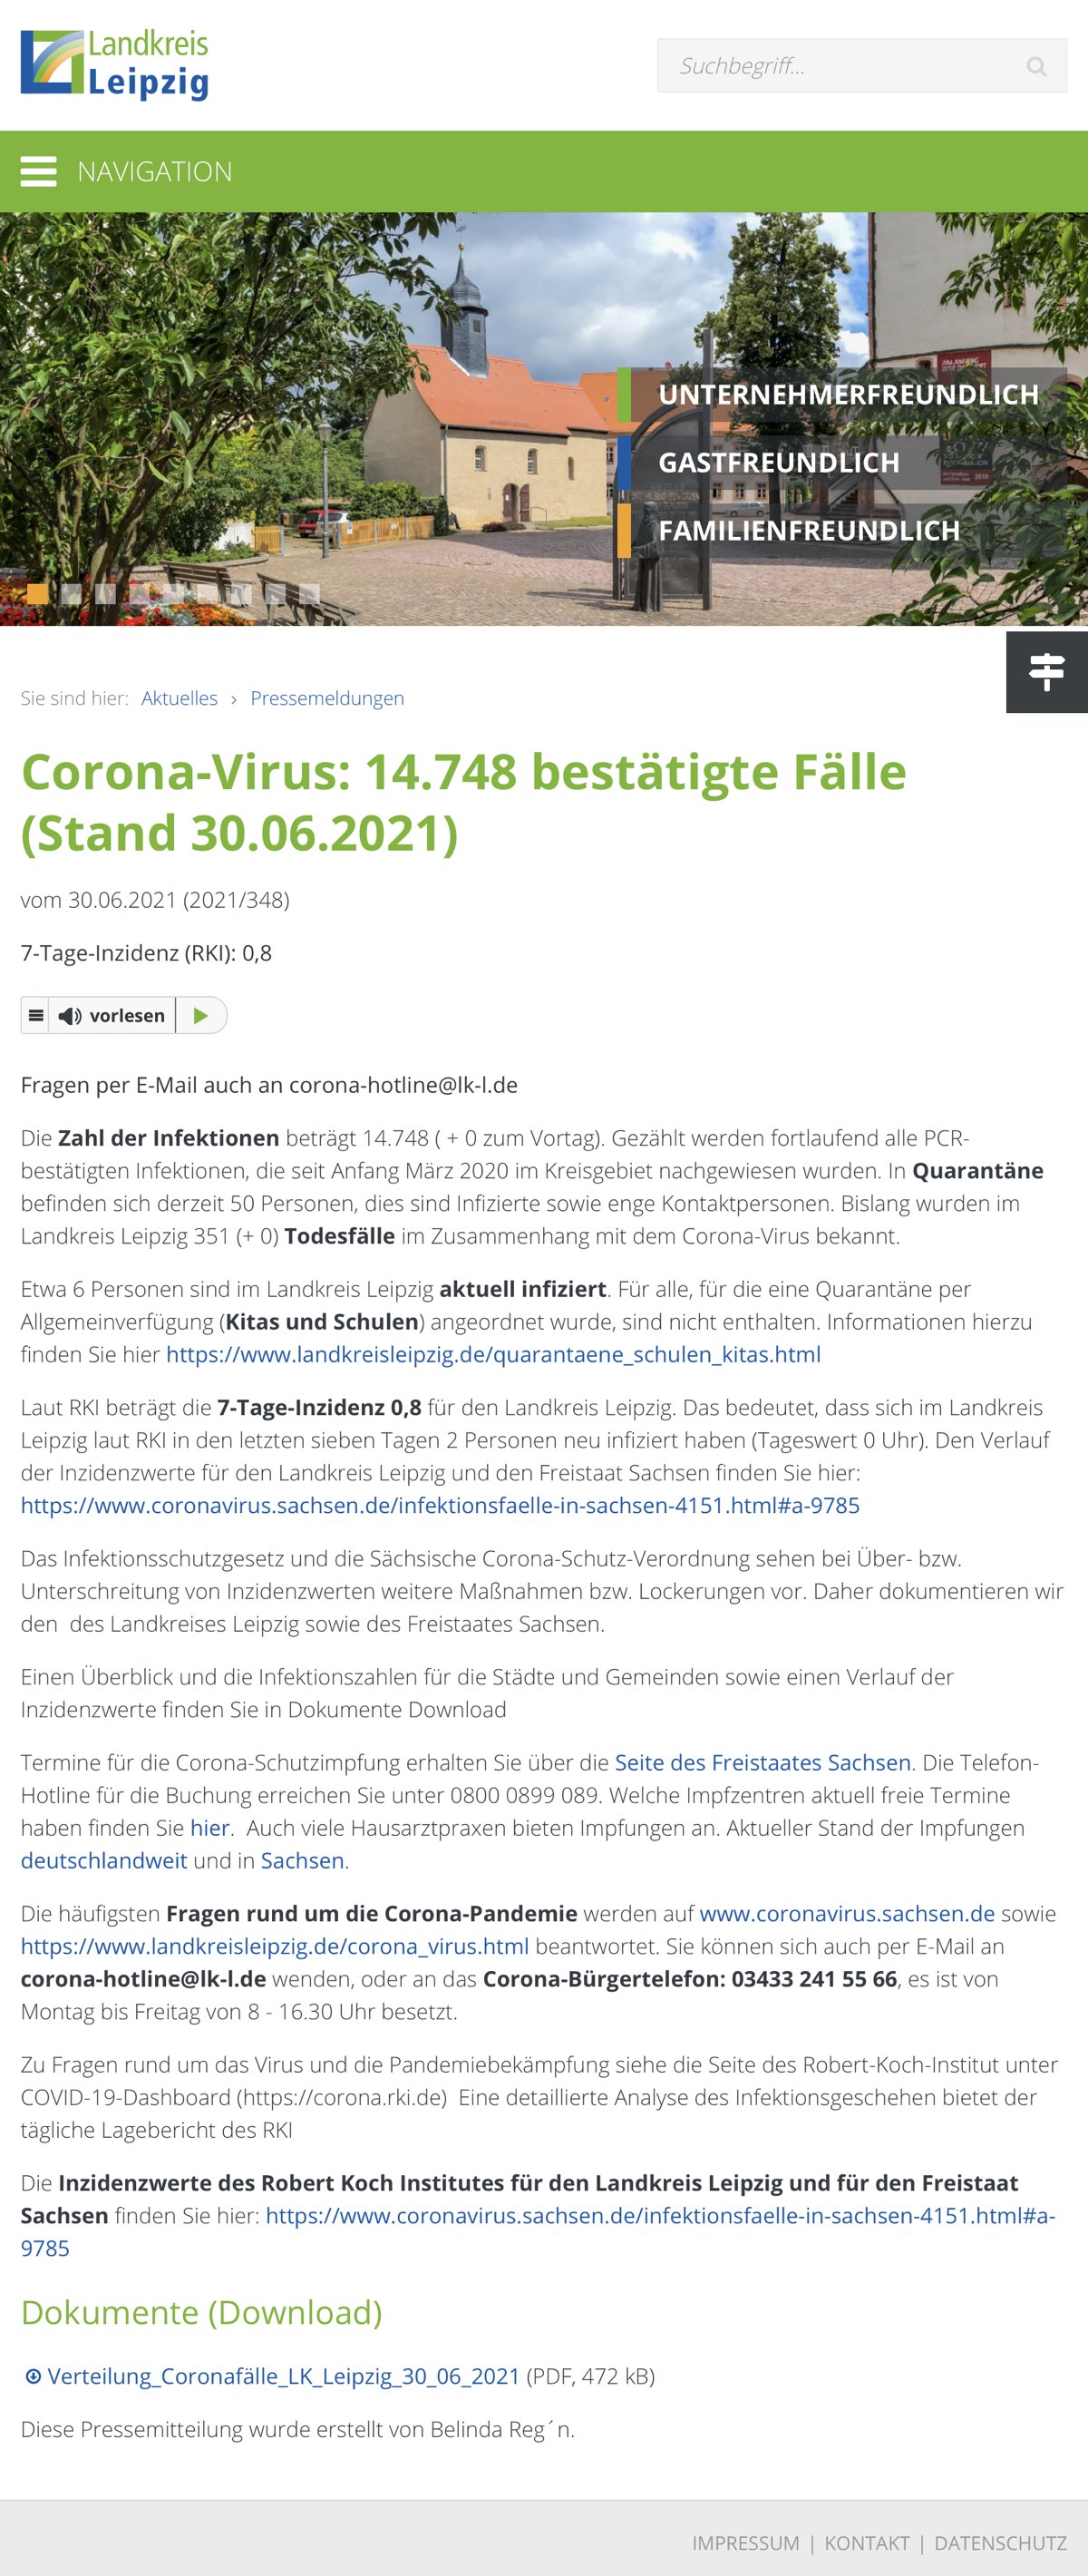 Landkreis
Leipzig
Suchbegriff...
NAVIGATION
UNTERNEHMERFREUNDLICH
GASTFREUNDLICH
FAMILIENFREUNDLICH
Sie sind hier: Aktuelles › Pressemeldungen
Corona-Virus: 14.748 bestätigte Fälle
(Stand 30.06.2021)
vom 30.06.2021 (2021/348)
7-Tage-Inzidenz (RKI): 0,8
vorlesen
Fragen per E-Mail auch an corona-hotline@lk-l.de
Die Zahl der Infektionen beträgt 14.748 ( + 0 zum Vortag). Gezählt werden fortlaufend alle PCR-
bestätigten Infektionen, die seit Anfang März 2020 im Kreisgebiet nachgewiesen wurden. In Quarantäne
befinden sich derzeit 50 Personen, dies sind Infizierte sowie enge Kontaktpersonen. Bislang wurden im
Landkreis Leipzig 351 (+ 0) Todesfälle im Zusammenhang mit dem Corona-Virus bekannt.
Etwa 6 Personen sind im Landkreis Leipzig aktuell infiziert. Für alle, für die eine Quarantäne per
Allgemeinverfügung (Kitas und Schulen) angeordnet wurde, sind nicht enthalten. Informationen hierzu
finden Sie hier https://www.landkreisleipzig.de/quarantaene_schulen_kitas.html
Laut RKI beträgt die 7-Tage-Inzidenz 0,8 für den Landkreis Leipzig. Das bedeutet, dass sich im Landkreis
Leipzig laut RKI in den letzten sieben Tagen 2 Personen neu infiziert haben (Tageswert 0 Uhr). Den Verlauf
der Inzidenzwerte für den Landkreis Leipzig und den Freistaat Sachsen finden Sie hier:
https://www.coronavirus.sachsen.de/infektionsfaelle-in-sachsen-4151.html#a-9785
Das Infektionsschutzgesetz und die Sächsische Corona-Schutz-Verordnung sehen bei Über- bzw.
Unterschreitung von Inzidenzwerten weitere Maßnahmen bzw. Lockerungen vor. Daher dokumentieren wir
den  des Landkreises Leipzig sowie des Freistaates Sachsen.
Einen Überblick und die Infektionszahlen für die Städte und Gemeinden sowie einen Verlauf der
Inzidenzwerte finden Sie in Dokumente Download
Termine für die Corona-Schutzimpfung erhalten Sie über die Seite des Freistaates Sachsen. Die Telefon-
Hotline für die Buchung erreichen Sie unter 0800 0899 089. Welche Impfzentren aktuell freie Termine
haben finden Sie hier.  Auch viele Hausarztpraxen bieten Impfungen an. Aktueller Stand der Impfungen
deutschlandweit und in Sachsen.
Die häufigsten Fragen rund um die Corona-Pandemie werden auf www.coronavirus.sachsen.de sowie
https://www.landkreisleipzig.de/corona_virus.html beantwortet. Sie können sich auch per E-Mail an
corona-hotline@lk-l.de wenden, oder an das Corona-Bürgertelefon: 03433 241 55 66, es ist von
Montag bis Freitag von 8 - 16.30 Uhr besetzt.
Zu Fragen rund um das Virus und die Pandemiebekämpfung siehe die Seite des Robert-Koch-Institut unter
COVID-19-Dashboard (https://corona.rki.de)  Eine detaillierte Analyse des Infektionsgeschehen bietet der
tägliche Lagebericht des RKI
Die Inzidenzwerte des Robert Koch Institutes für den Landkreis Leipzig und für den Freistaat
Sachsen finden Sie hier: https://www.coronavirus.sachsen.de/infektionsfaelle-in-sachsen-4151.html#a-
9785
Dokumente (Download)
Verteilung_Coronafälle_LK_Leipzig_30_06_2021 (PDF, 472 kB)
Diese Pressemitteilung wurde erstellt von Belinda Reg´n.
IMPRESSUM | KONTAKT | DATENSCHUTZ